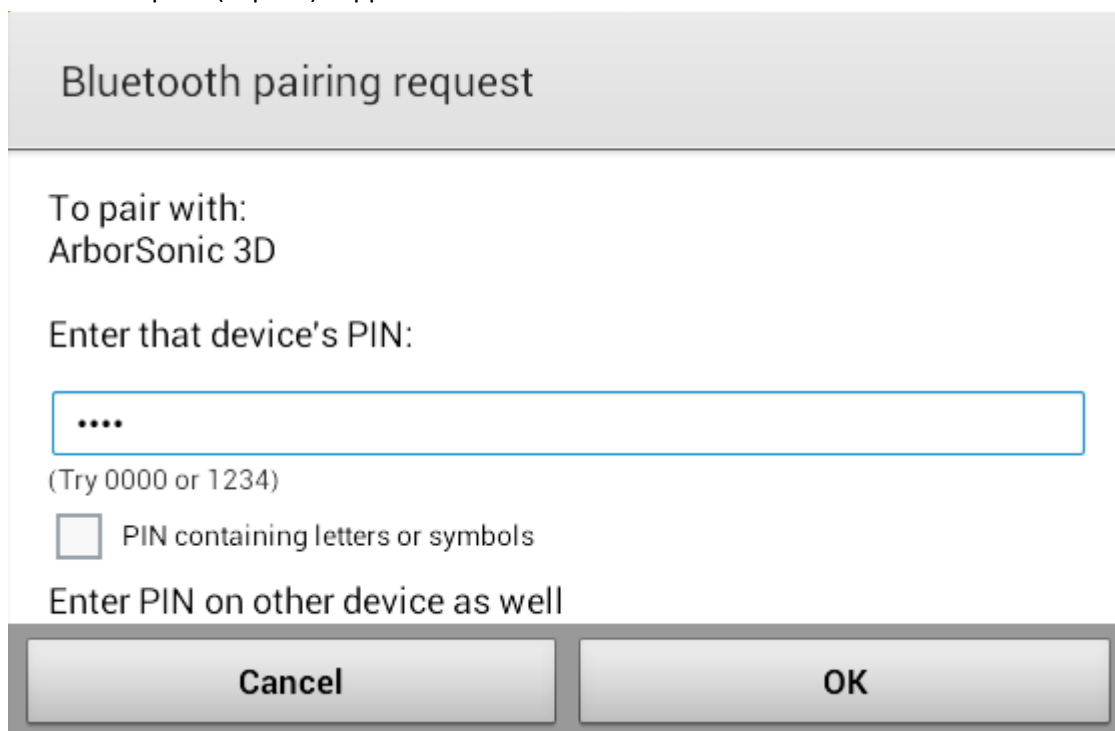 Bluetooth pairing request
To pair with:
ArborSonic 3D
Enter that device's PIN:
••••
(Try 0000 or 1234)
PIN containing letters or symbols
Enter PIN on other device as well
Cancel
OK